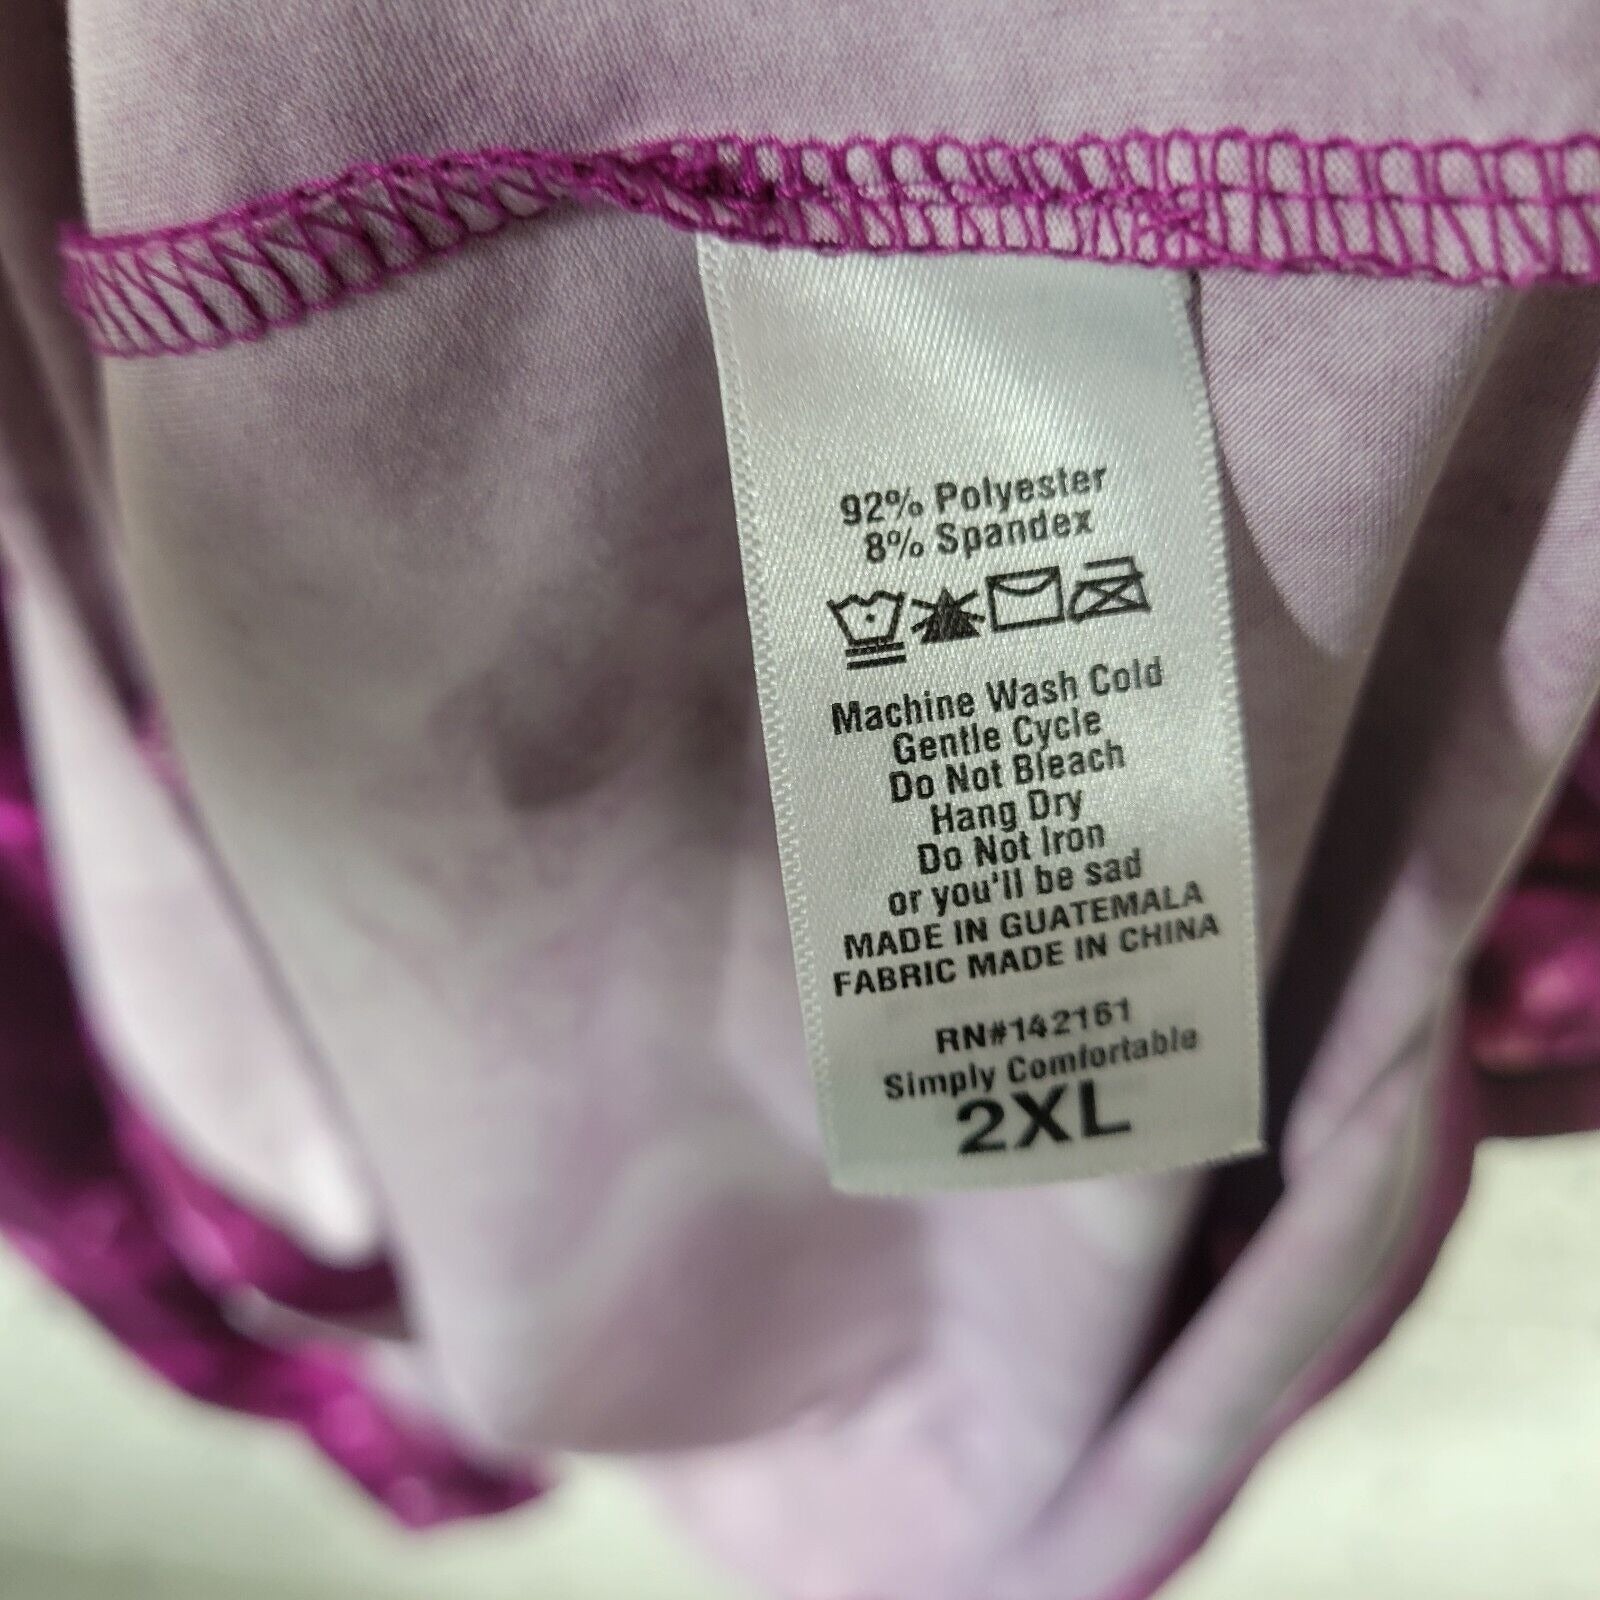 92% Polyester
8% Spandex
Machine Wash Cold
Gentle Cycle
Do Not Bleach
Hang Dry
Do Not Iron
or you'll be sad
MADE IN GUATEMALA
FABRIC MADE IN CHINA
RN#142161
Simply Comfortable
2XL